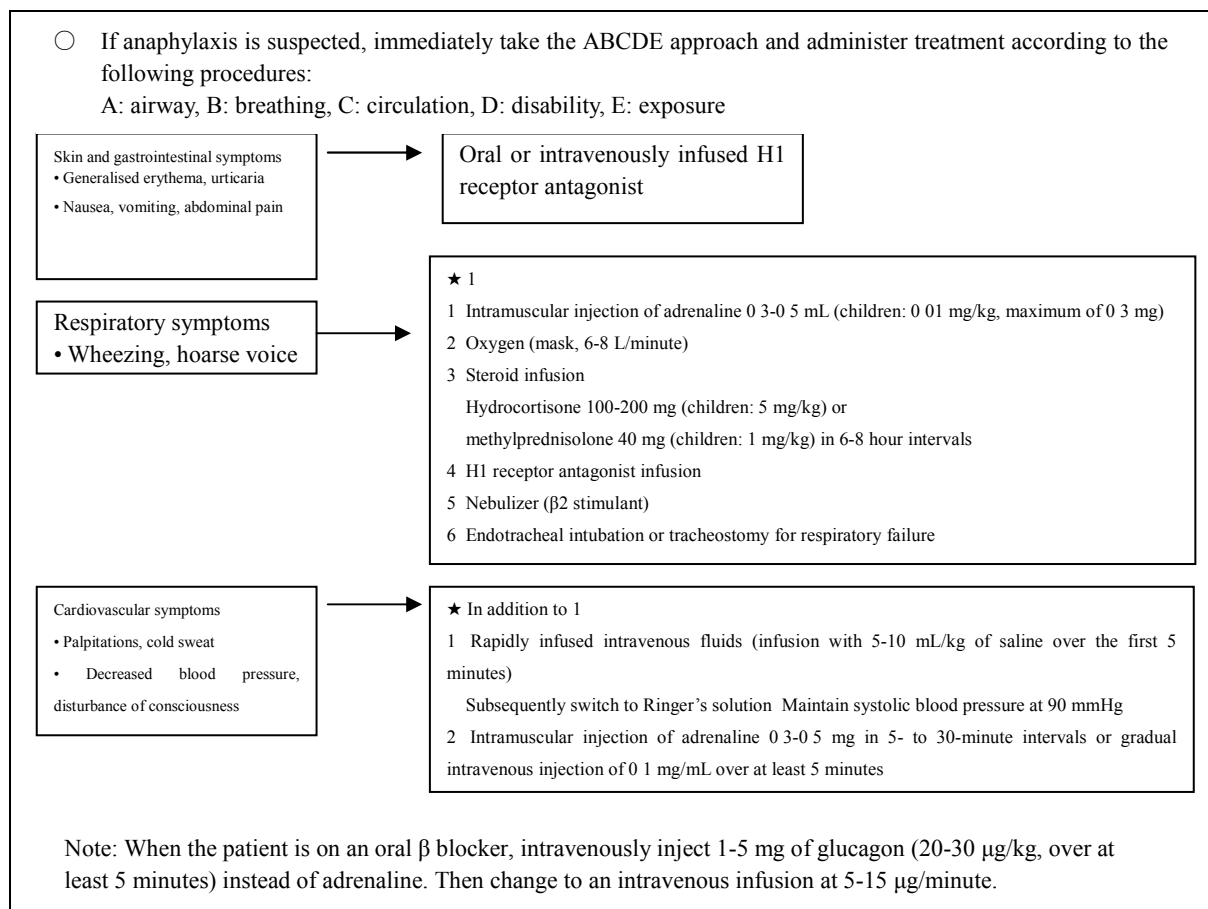 ○ If anaphylaxis is suspected, immediately take the ABCDE approach and administer treatment according to the
following procedures:
A: airway, B: breathing, C: circulation, D: disability, E: exposure
Skin and gastrointestinal symptoms
• Generalised erythema, urticaria
• Nausea, vomiting, abdominal pain
Oral or intravenously infused H1
receptor antagonist
Respiratory symptoms
• Wheezing, hoarse voice
★ 1
1 Intramuscular injection of adrenaline 0 3-0 5 mL (children: 0 01 mg/kg, maximum of 0 3 mg)
2 Oxygen (mask, 6-8 L/minute)
3 Steroid infusion
Hydrocortisone 100-200 mg (children: 5 mg/kg) or
methylprednisolone 40 mg (children: 1 mg/kg) in 6-8 hour intervals
4 H1 receptor antagonist infusion
5 Nebulizer (β2 stimulant)
6 Endotracheal intubation or tracheostomy for respiratory failure
Cardiovascular symptoms
• Palpitations, cold sweat
• Decreased blood pressure,
disturbance of consciousness
★ In addition to 1
1 Rapidly infused intravenous fluids (infusion with 5-10 mL/kg of saline over the first 5
minutes)
Subsequently switch to Ringer’s solution Maintain systolic blood pressure at 90 mmHg
2 Intramuscular injection of adrenaline 0 3-0 5 mg in 5- to 30-minute intervals or gradual
intravenous injection of 0 1 mg/mL over at least 5 minutes
Note: When the patient is on an oral β blocker, intravenously inject 1-5 mg of glucagon (20-30 μg/kg, over at
least 5 minutes) instead of adrenaline. Then change to an intravenous infusion at 5-15 μg/minute.